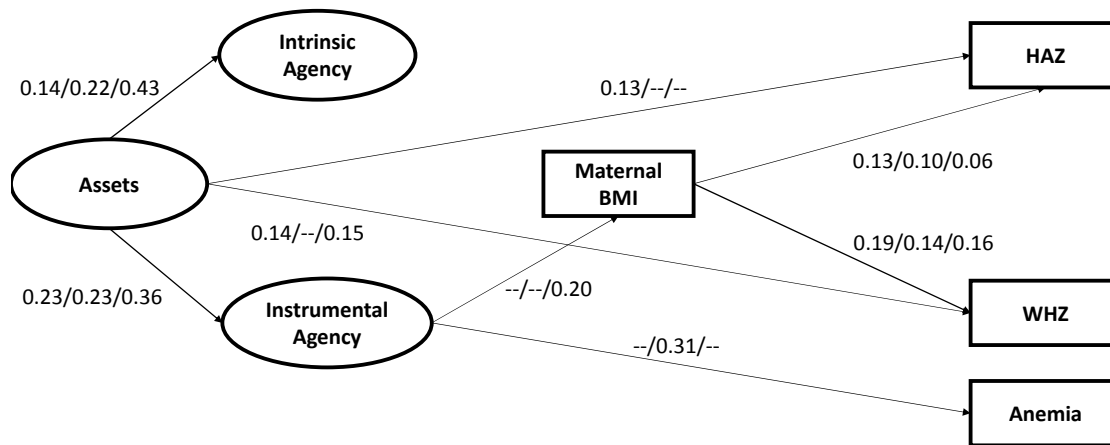 Intrinsic
Agency
HAZ
0.14/0.22/0.43
0.13/--/--
Assets
Maternal
BMI
0.13/0.10/0.06
0.14/--/0.15
0.19/0.14/0.16
0.23/0.23/0.36
--/--/0.20
Instrumental
Agency
WHZ
--/0.31/--
Anemia